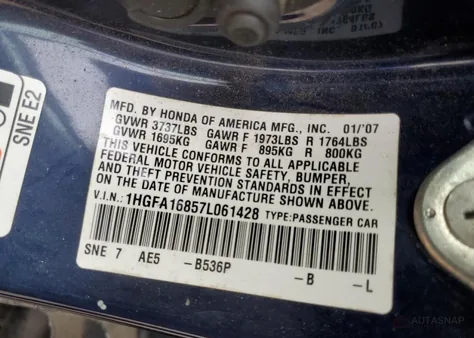 SNE E2
MFD. BY HONDA OF AMERICA MFG., INC. 01/'07
GVWR 3737LBS GAWR F 1973LBS R 1764LBS
GVWR 1695KG GAWR F 895KG R 800KG
THIS VEHICLE CONFORMS TO ALL APPLICABLE
FEDERAL MOTOR VEHICLE SAFETY, BUMPER,
AND THEFT PREVENTION STANDARDS IN EFFECT
ON THE DATE OF MANUFACTURE SHOWN ABOVE.
V.I.N.: 1HGFA16857L061428 TYPE: PASSENGER CAR
SNE 7 AE5 -B536P -B -L
AUTASNAP